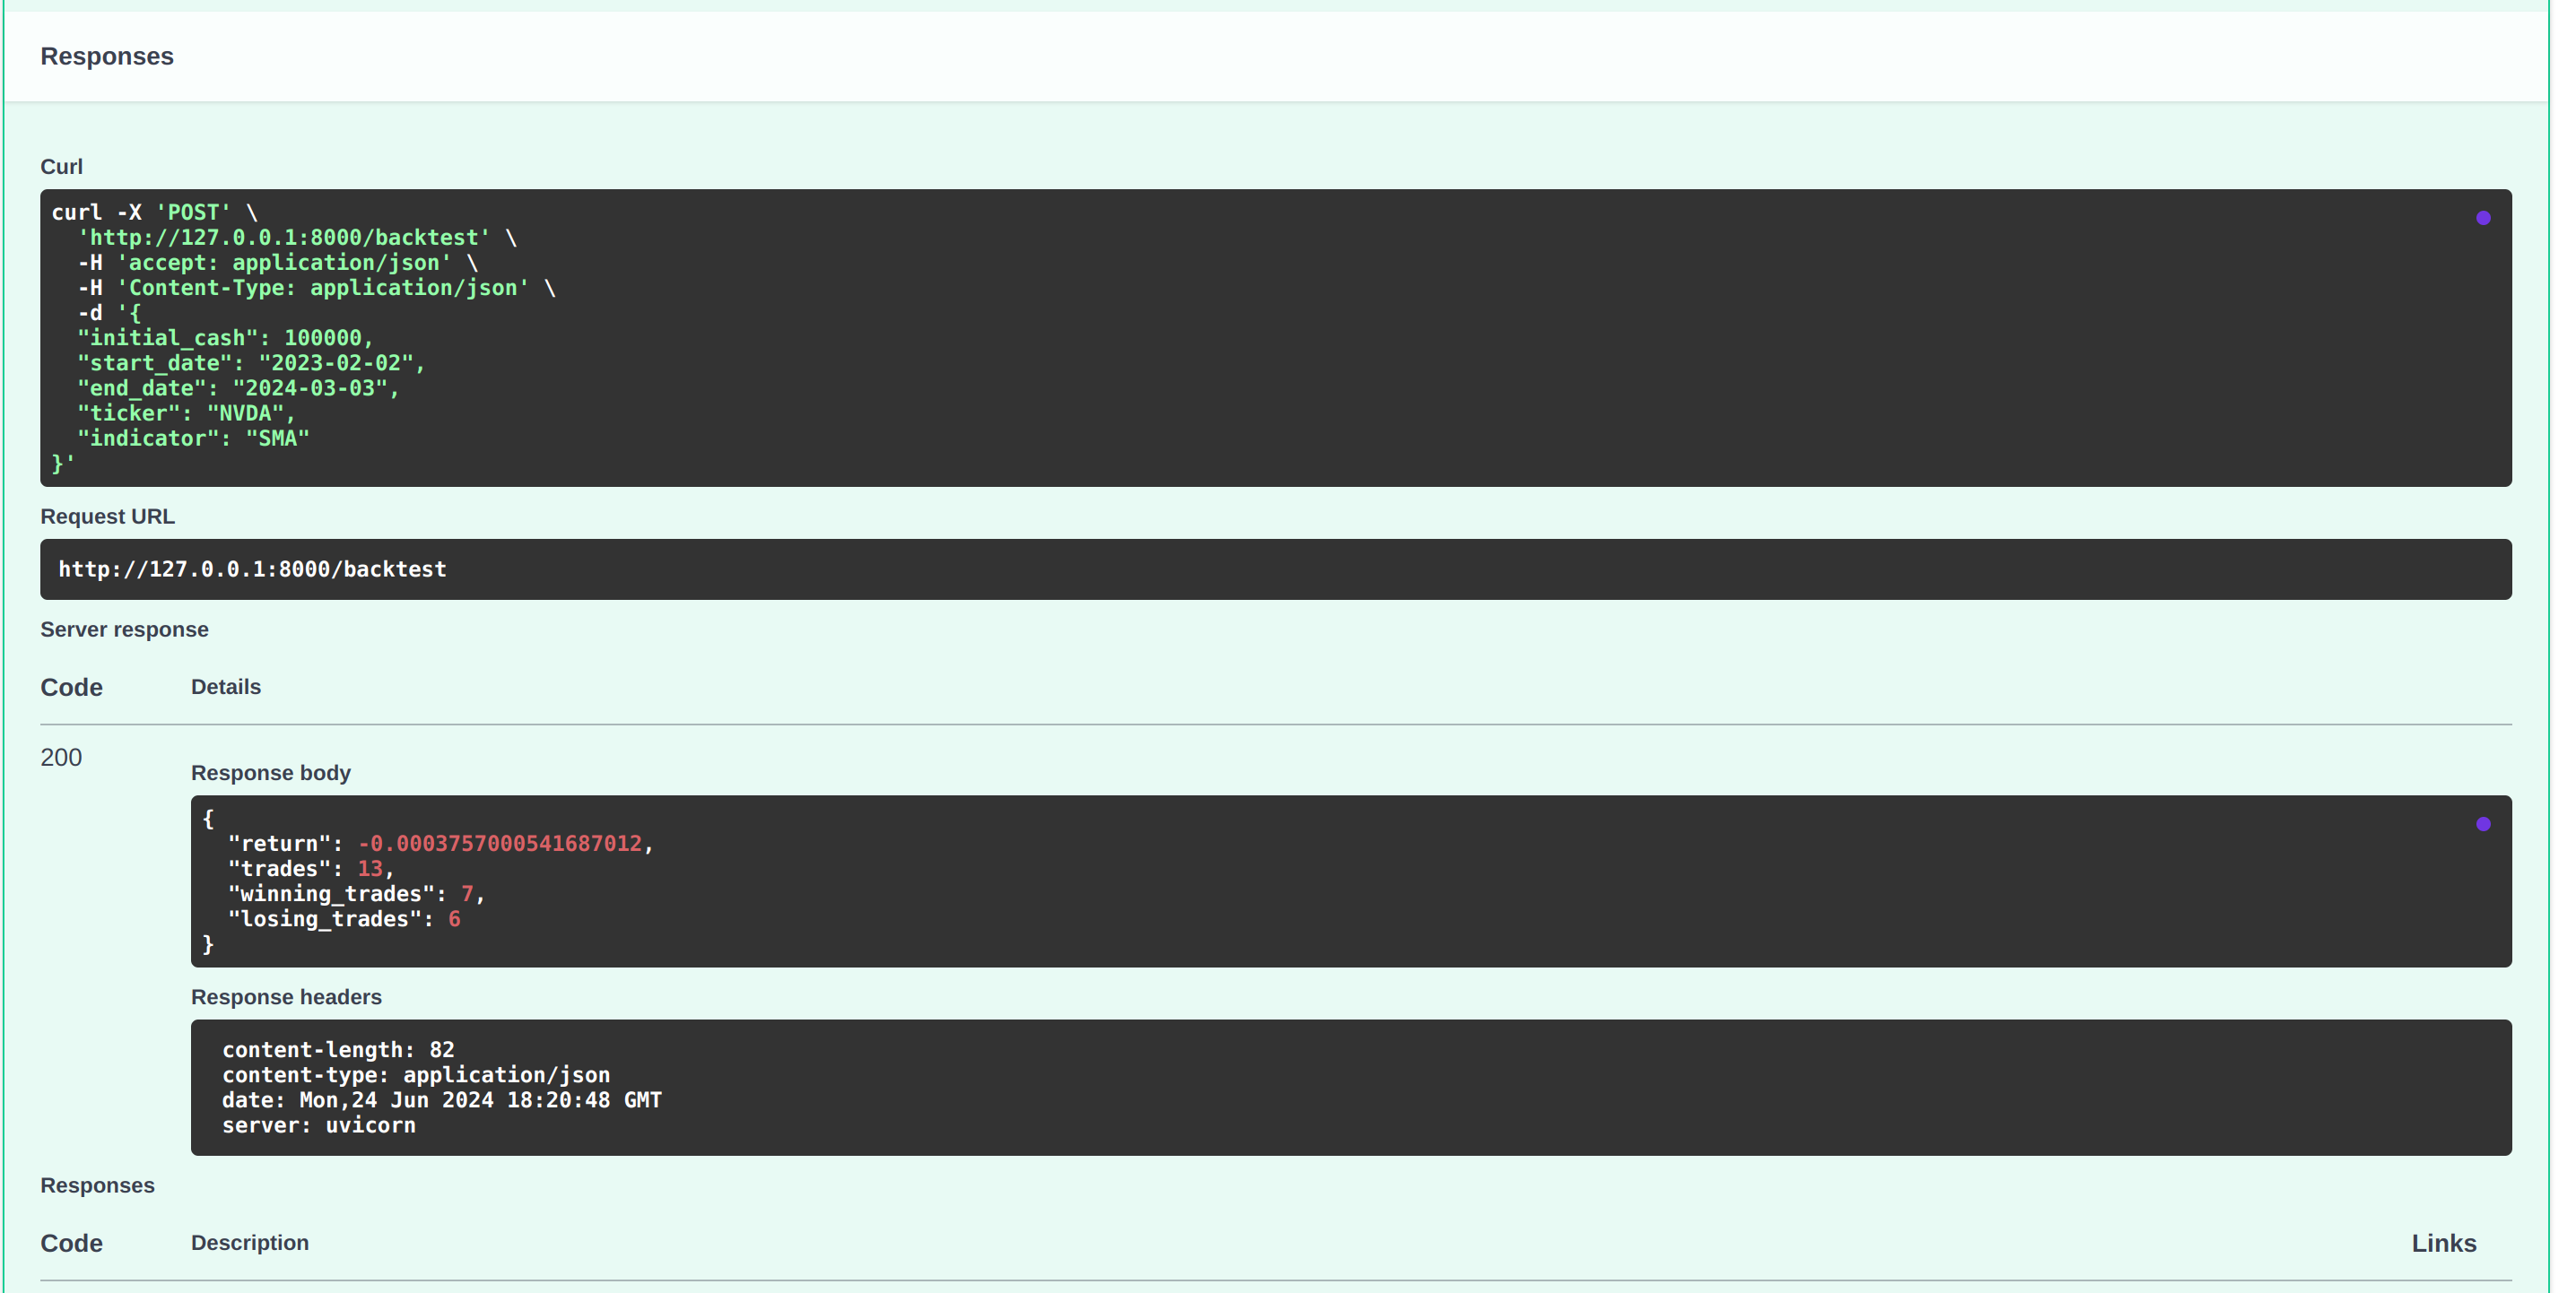 Responses
Curl
curl -X 'POST' \
  'http://127.0.0.1:8000/backtest' \
  -H 'accept: application/json' \
  -H 'Content-Type: application/json' \
  -d '{
  "initial_cash": 100000,
  "start_date": "2023-02-02",
  "end_date": "2024-03-03",
  "ticker": "NVDA",
  "indicator": "SMA"
}'
Request URL
http://127.0.0.1:8000/backtest
Server response
Code Details
200
Response body
{
  "return": -0.0003757000541687012,
  "trades": 13,
  "winning_trades": 7,
  "losing_trades": 6
}
Response headers
content-length: 82
content-type: application/json
date: Mon,24 Jun 2024 18:20:48 GMT
server: uvicorn
Responses
Code Description Links